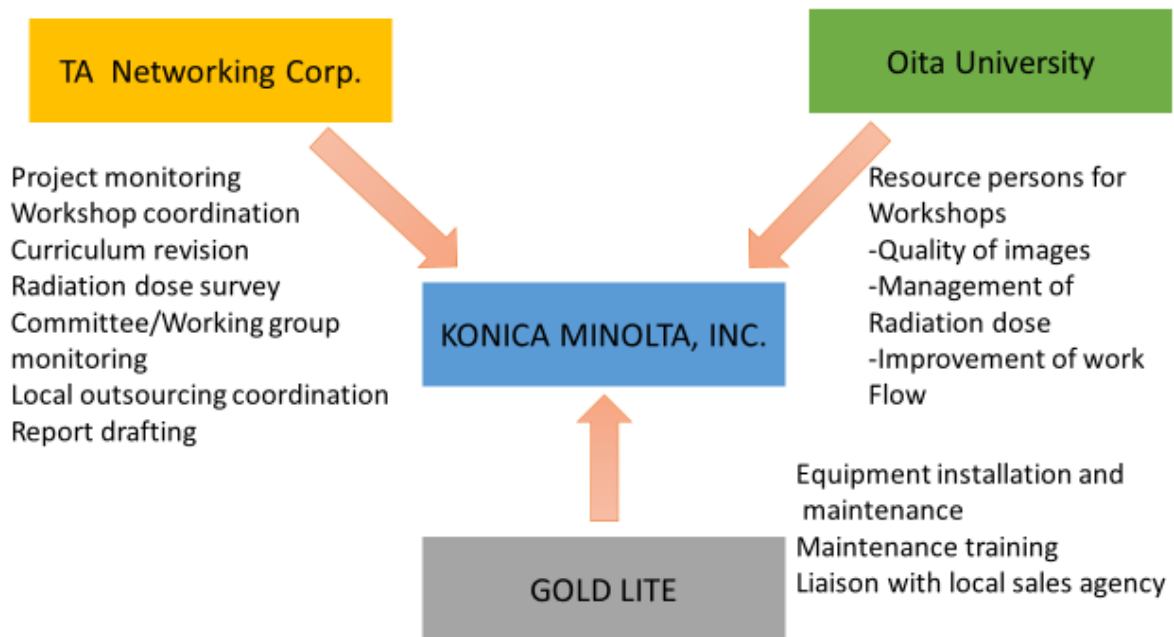 TA Networking Corp.
Oita University
Project monitoring
Workshop coordination
Curriculum revision
Radiation dose survey
Committee/Working group
monitoring
Local outsourcing coordination
Report drafting
Resource persons for
Workshops
-Quality of images
-Management of
Radiation dose
-Improvement of work
Flow
KONICA MINOLTA, INC.
GOLD LITE
Equipment installation and
maintenance
Maintenance training
Liaison with local sales agency